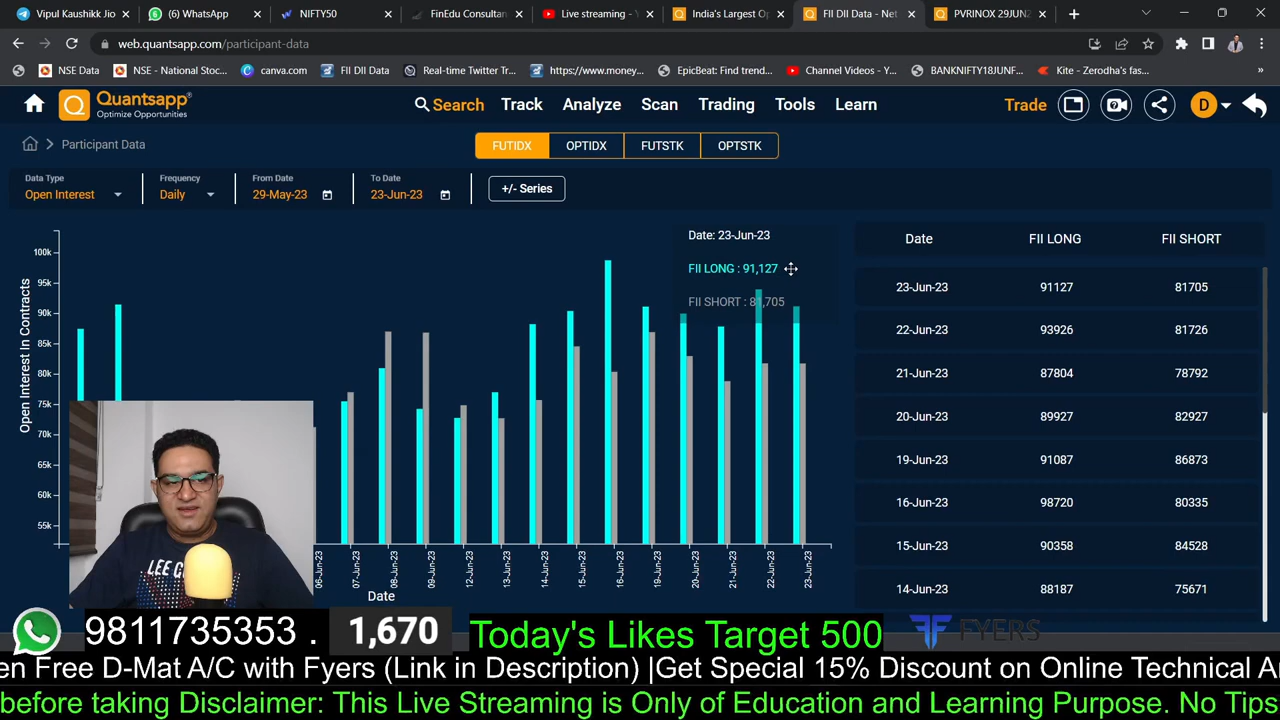 Vipul Kaushikk Jio
(6) WhatsApp
NIFTY50
FinEdu Consultan
Live streaming - Y
India's Largest Op
FII DII Data - Net
PVRINOX 29JUN2
web.quantsapp.com/participant-data
NSE Data
NSE - National Stoc...
canva.com
FII DII Data
Real-time Twitter Tr...
https://www.money...
EpicBeat: Find trend...
Channel Videos - Y...
BANKNIFTY18JUNF...
Kite - Zerodha's fas...
Quantsapp
Optimize Opportunities
Search
Track
Analyze
Scan
Trading
Tools
Learn
Trade
D
Participant Data
FUTIDX
OPTIDX
FUTSTK
OPTSTK
Data Type
Open Interest
Frequency
Daily
From Date
29-May-23
To Date
23-Jun-23
+/- Series
Date: 23-Jun-23
FII LONG : 91,127
FII SHORT : 81,705
Open Interest In Contracts
100k
95k
90k
85k
80k
75k
70k
65k
60k
55k
06-Jun-23
07-Jun-23
08-Jun-23
09-Jun-23
12-Jun-23
13-Jun-23
14-Jun-23
15-Jun-23
16-Jun-23
19-Jun-23
20-Jun-23
21-Jun-23
22-Jun-23
23-Jun-23
Date
Date FII LONG FII SHORT
23-Jun-23 91127 81705
22-Jun-23 93926 81726
21-Jun-23 87804 78792
20-Jun-23 89927 82927
19-Jun-23 91087 86873
16-Jun-23 98720 80335
15-Jun-23 90358 84528
14-Jun-23 88187 75671
9811735353 .
1,670
Today's Likes Target 500
FYERS
en Free D-Mat A/C with Fyers (Link in Description) |Get Special 15% Discount on Online Technical A
before taking Disclaimer: This Live Streaming is Only of Education and Learning Purpose. No Tips